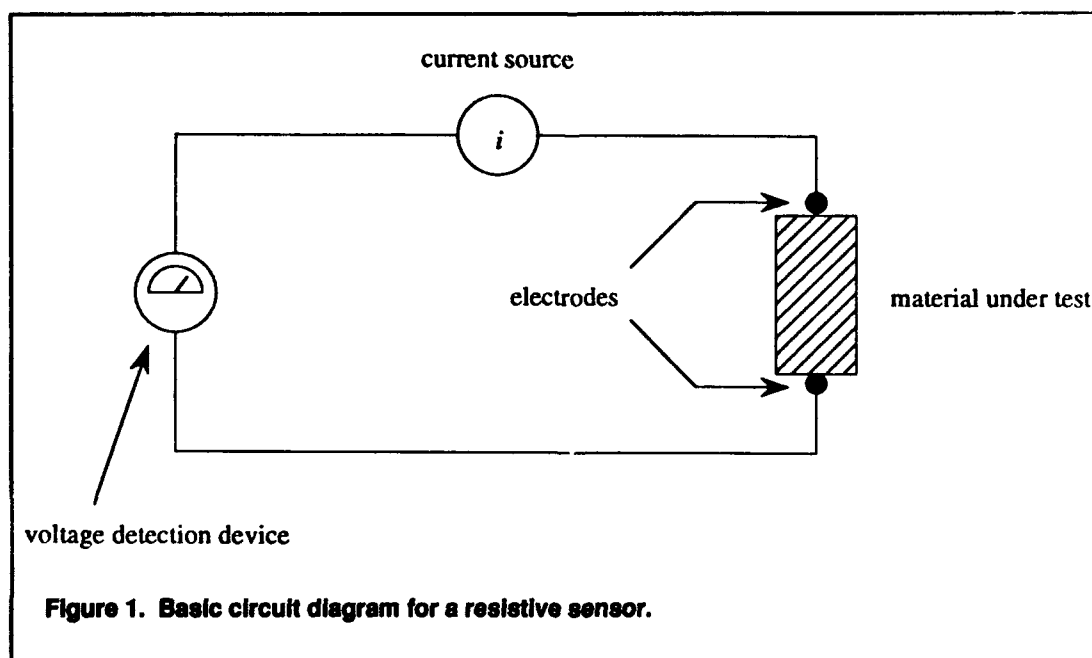 current source
i
electrodes
material under test
voltage detection device
Figure 1. Basic circuit diagram for a resistive sensor.